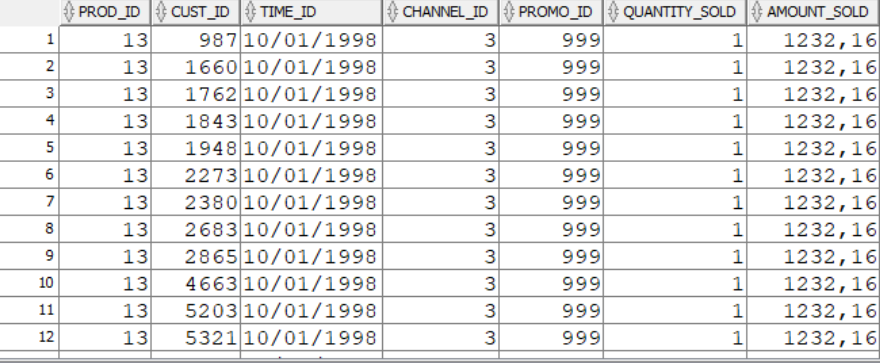 PROD_ID CUST_ID TIME_ID CHANNEL_ID PROMO_ID QUANTITY_SOLD AMOUNT_SOLD
1 13 987 10/01/1998 3 999 1 1232,16
2 13 1660 10/01/1998 3 999 1 1232,16
3 13 1762 10/01/1998 3 999 1 1232,16
4 13 1843 10/01/1998 3 999 1 1232,16
5 13 1948 10/01/1998 3 999 1 1232,16
6 13 2273 10/01/1998 3 999 1 1232,16
7 13 2380 10/01/1998 3 999 1 1232,16
8 13 2683 10/01/1998 3 999 1 1232,16
9 13 2865 10/01/1998 3 999 1 1232,16
10 13 4663 10/01/1998 3 999 1 1232,16
11 13 5203 10/01/1998 3 999 1 1232,16
12 13 5321 10/01/1998 3 999 1 1232,16